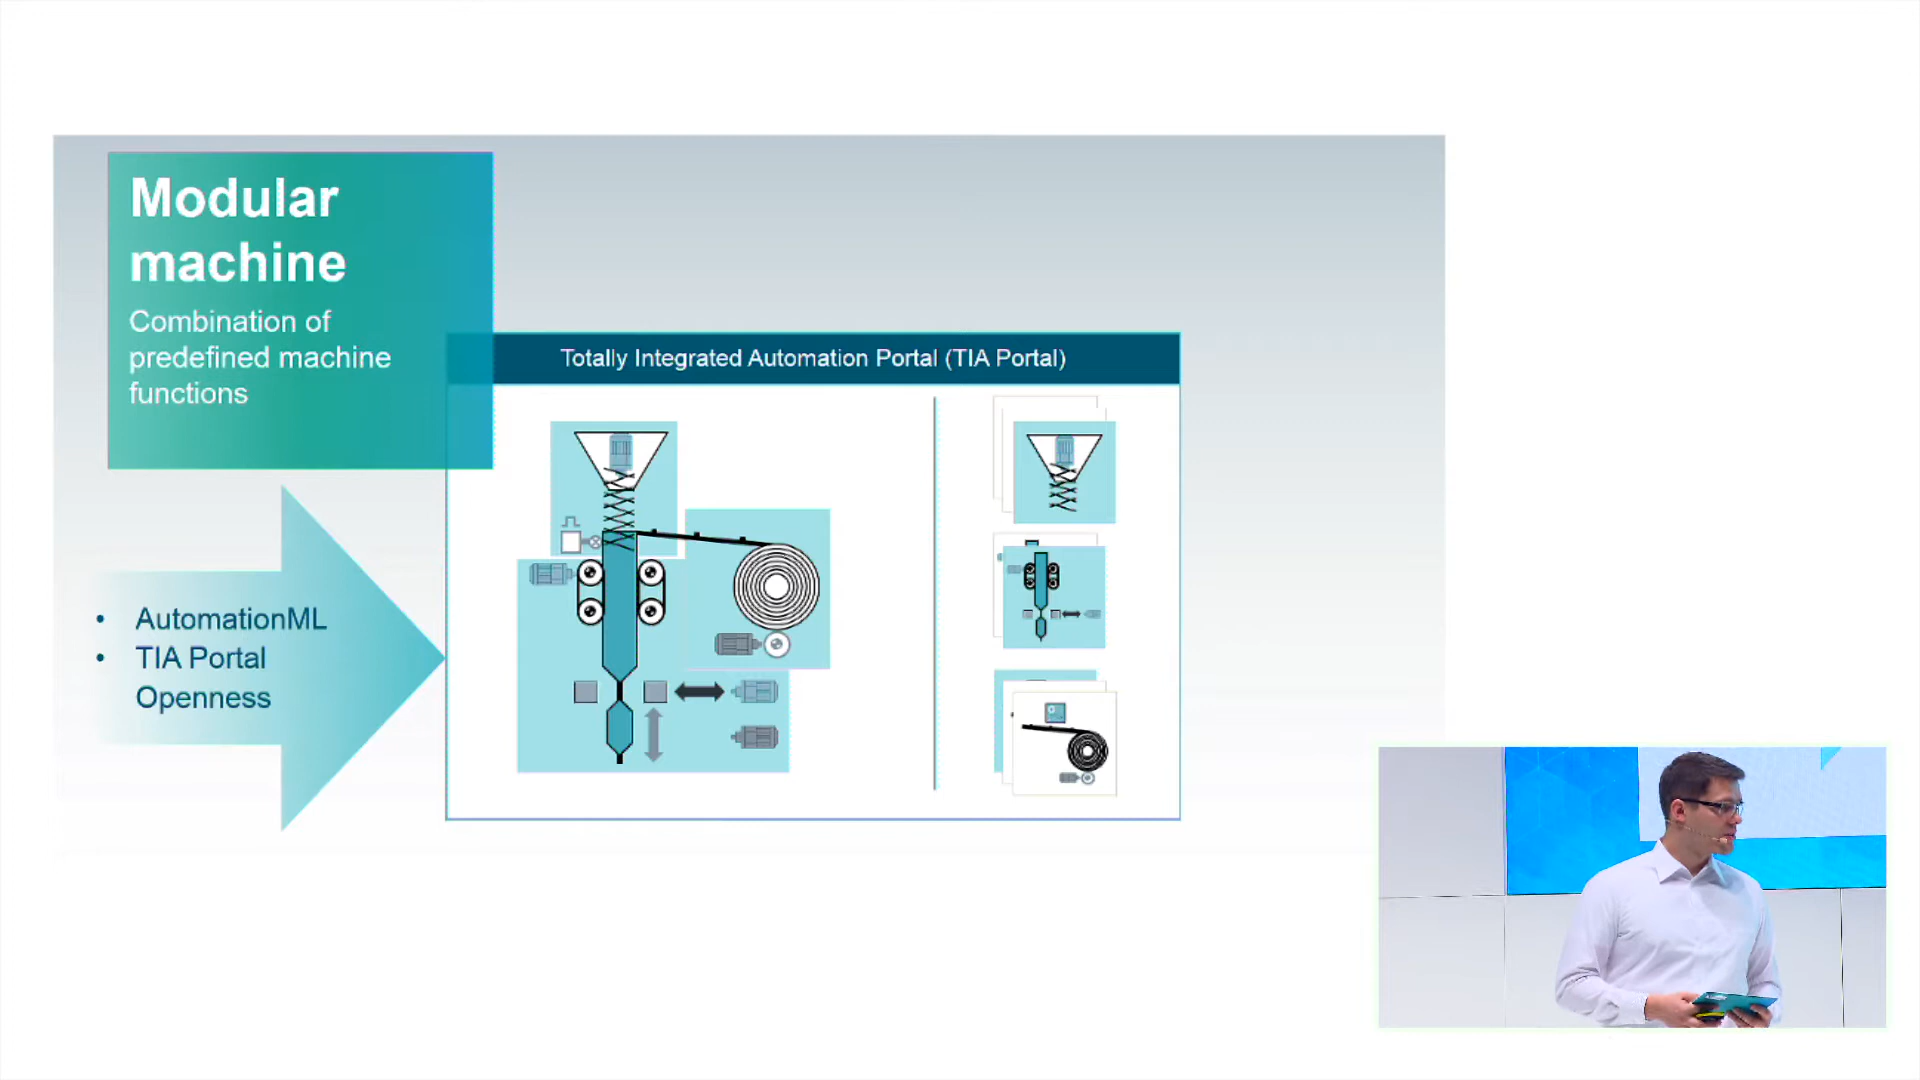 Modular
machine
Combination of
predefined machine
functions
Totally Integrated Automation Portal (TIA Portal)
• AutomationML
• TIA Portal
Openness